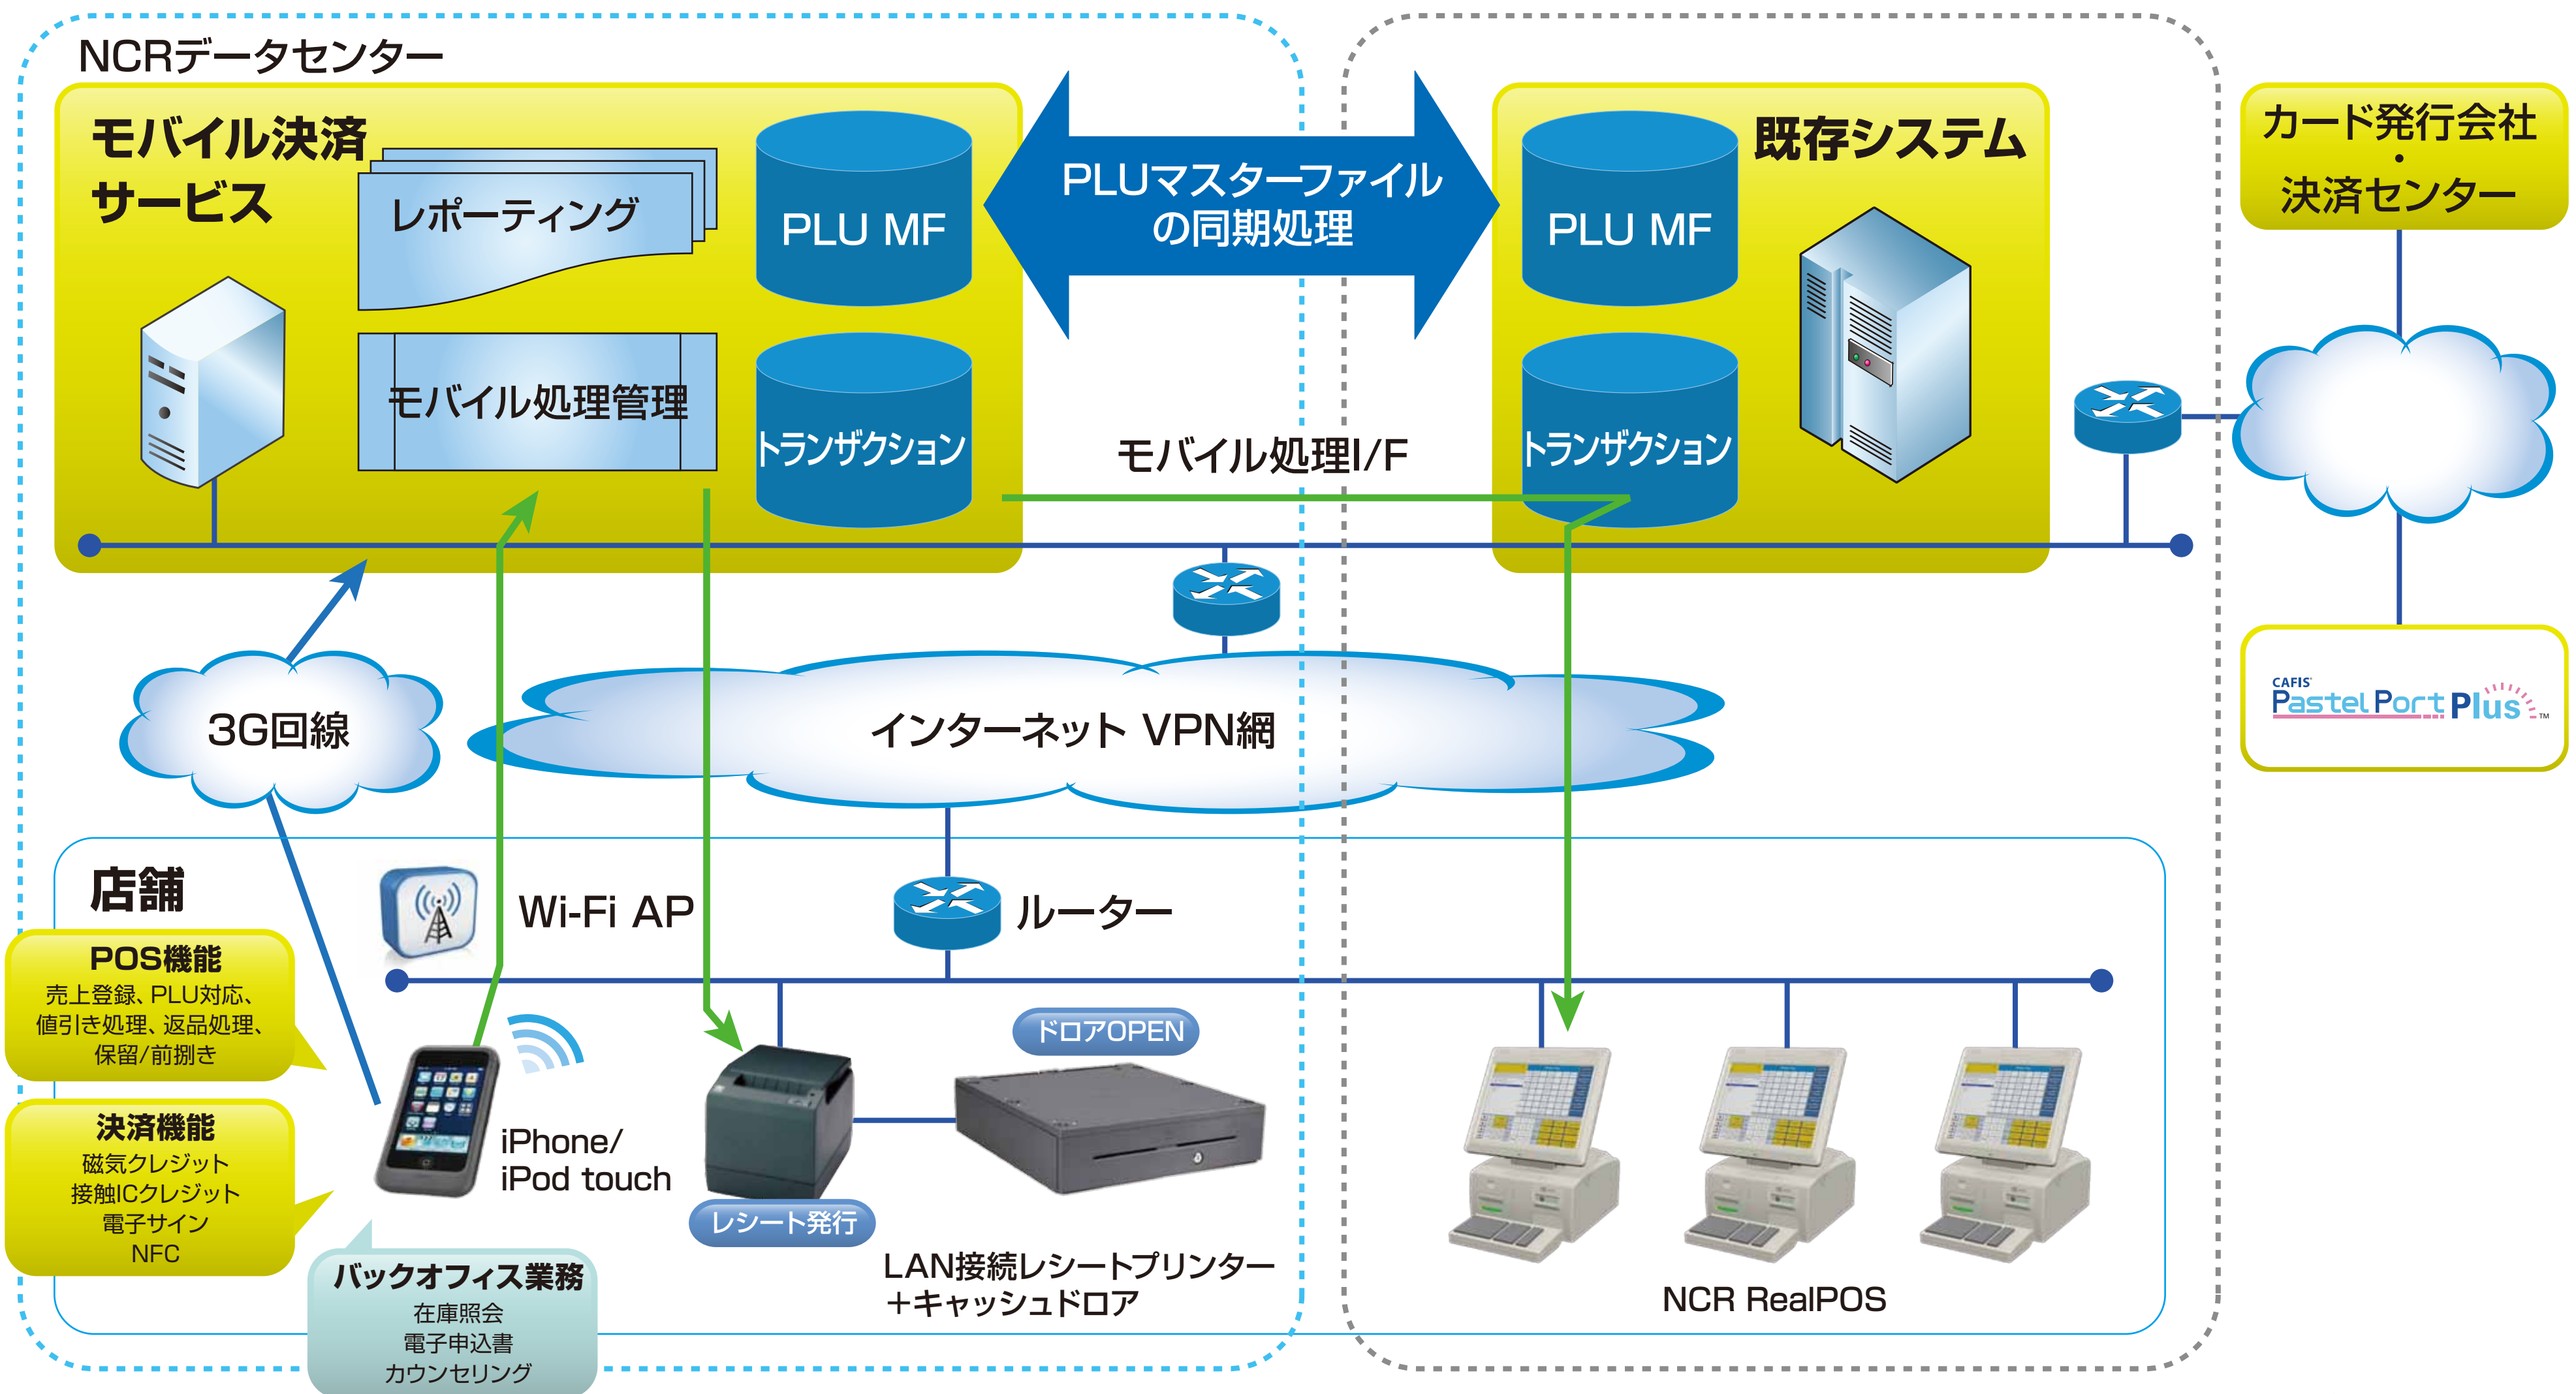 NCRデータセンター
モバイル決済
サービス
レポーティング
モバイル処理管理
PLU MF
トランザクション
PLUマスターファイル
の同期処理
モバイル処理I/F
PLU MF
トランザクション
既存システム
カード発行会社
・
決済センター
3G回線
インターネット VPN網
CAFIS
Pastel Port Plus™
店舗
Wi-Fi AP
ルーター
POS機能
売上登録、PLU対応、
値引き処理、返品処理、
保留/前捌き
決済機能
磁気クレジット
接触ICクレジット
電子サイン
NFC
バックオフィス業務
在庫照会
電子申込書
カウンセリング
iPhone/
iPod touch
レシート発行
ドロアOPEN
LAN接続レシートプリンター
＋キャッシュドロア
NCR RealPOS